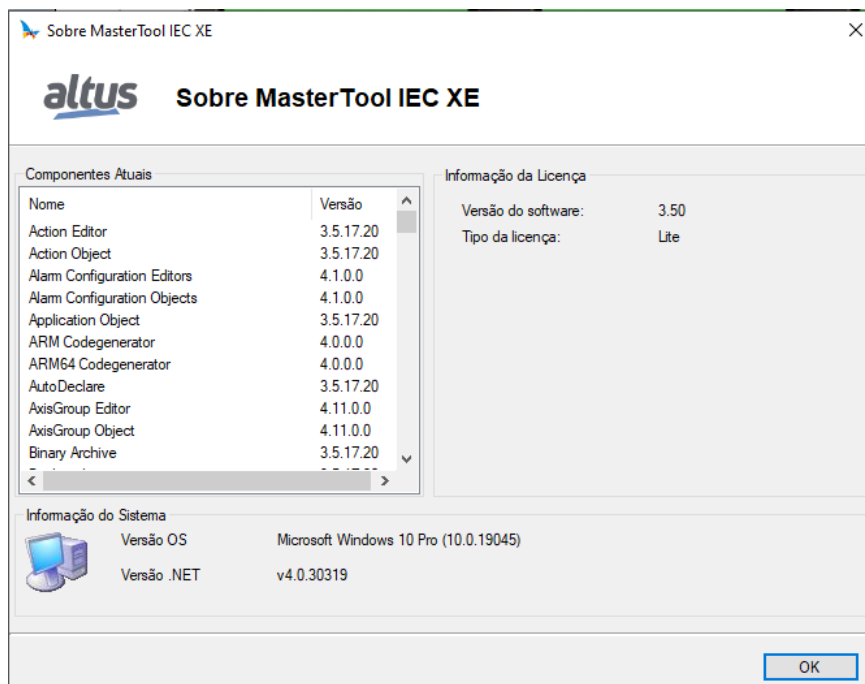 Sobre MasterTool IEC XE
altus
Sobre MasterTool IEC XE
Componentes Atuais
Nome Versão
Action Editor 3.5.17.20
Action Object 3.5.17.20
Alarm Configuration Editors 4.1.0.0
Alarm Configuration Objects 4.1.0.0
Application Object 3.5.17.20
ARM Codegenerator 4.0.0.0
ARM64 Codegenerator 4.0.0.0
AutoDeclare 3.5.17.20
AxisGroup Editor 4.11.0.0
AxisGroup Object 4.11.0.0
Binary Archive 3.5.17.20
Informação da Licença
Versão do software: 3.50
Tipo da licença: Lite
Informação do Sistema
Versão OS Microsoft Windows 10 Pro (10.0.19045)
Versão .NET v4.0.30319
OK